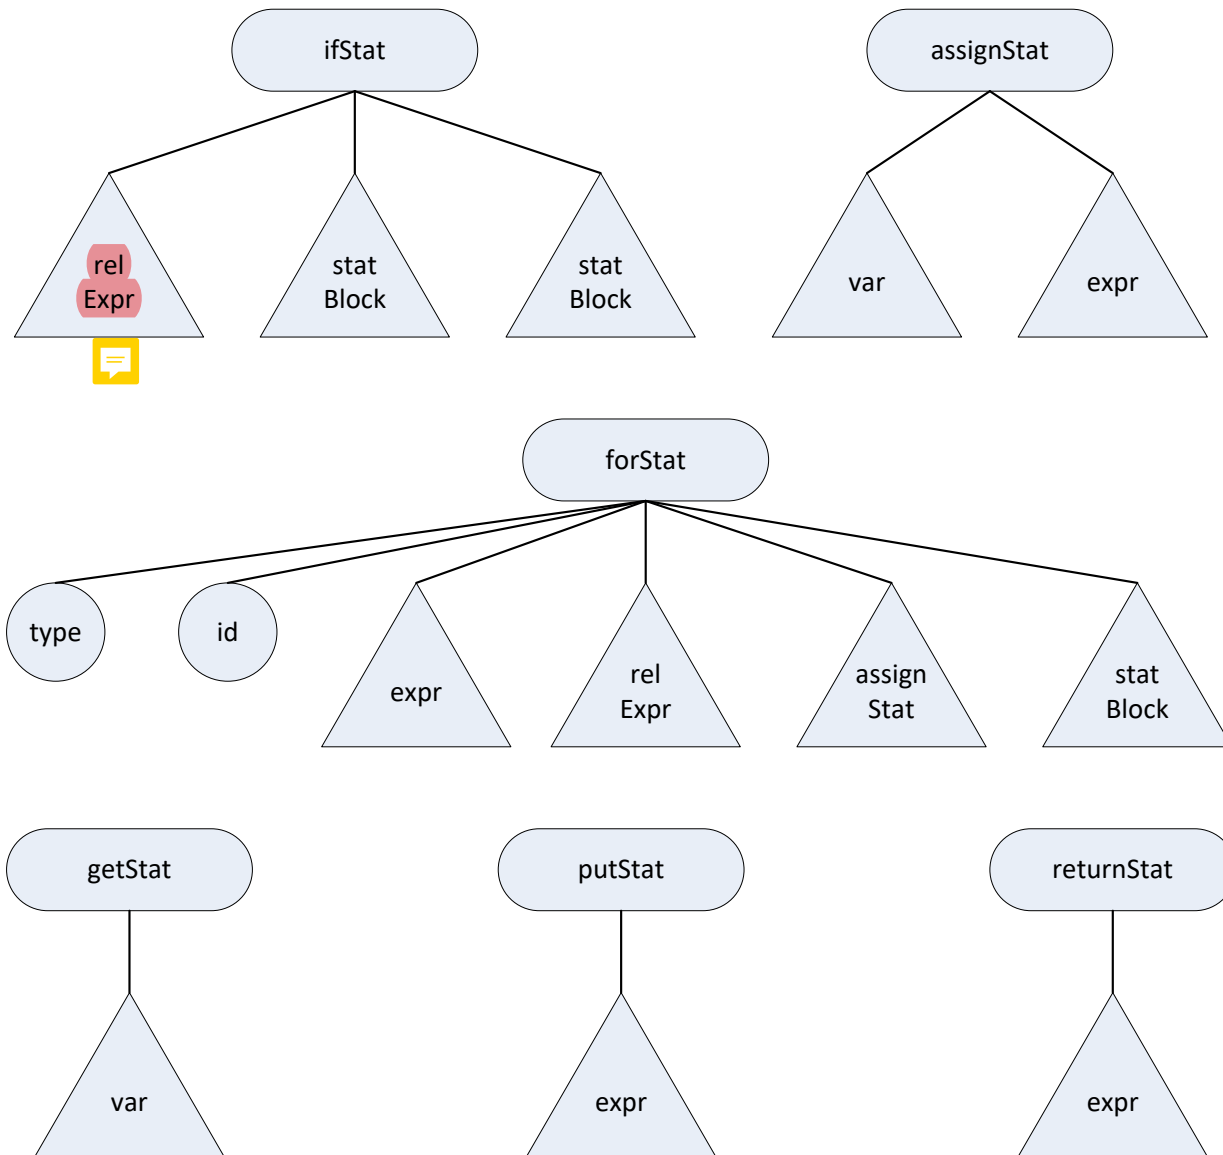 ifStat
assignStat
rel
Expr
stat
Block
stat
Block
var
expr
forStat
type
id
expr
rel
Expr
assign
Stat
stat
Block
getStat
putStat
returnStat
var
expr
expr